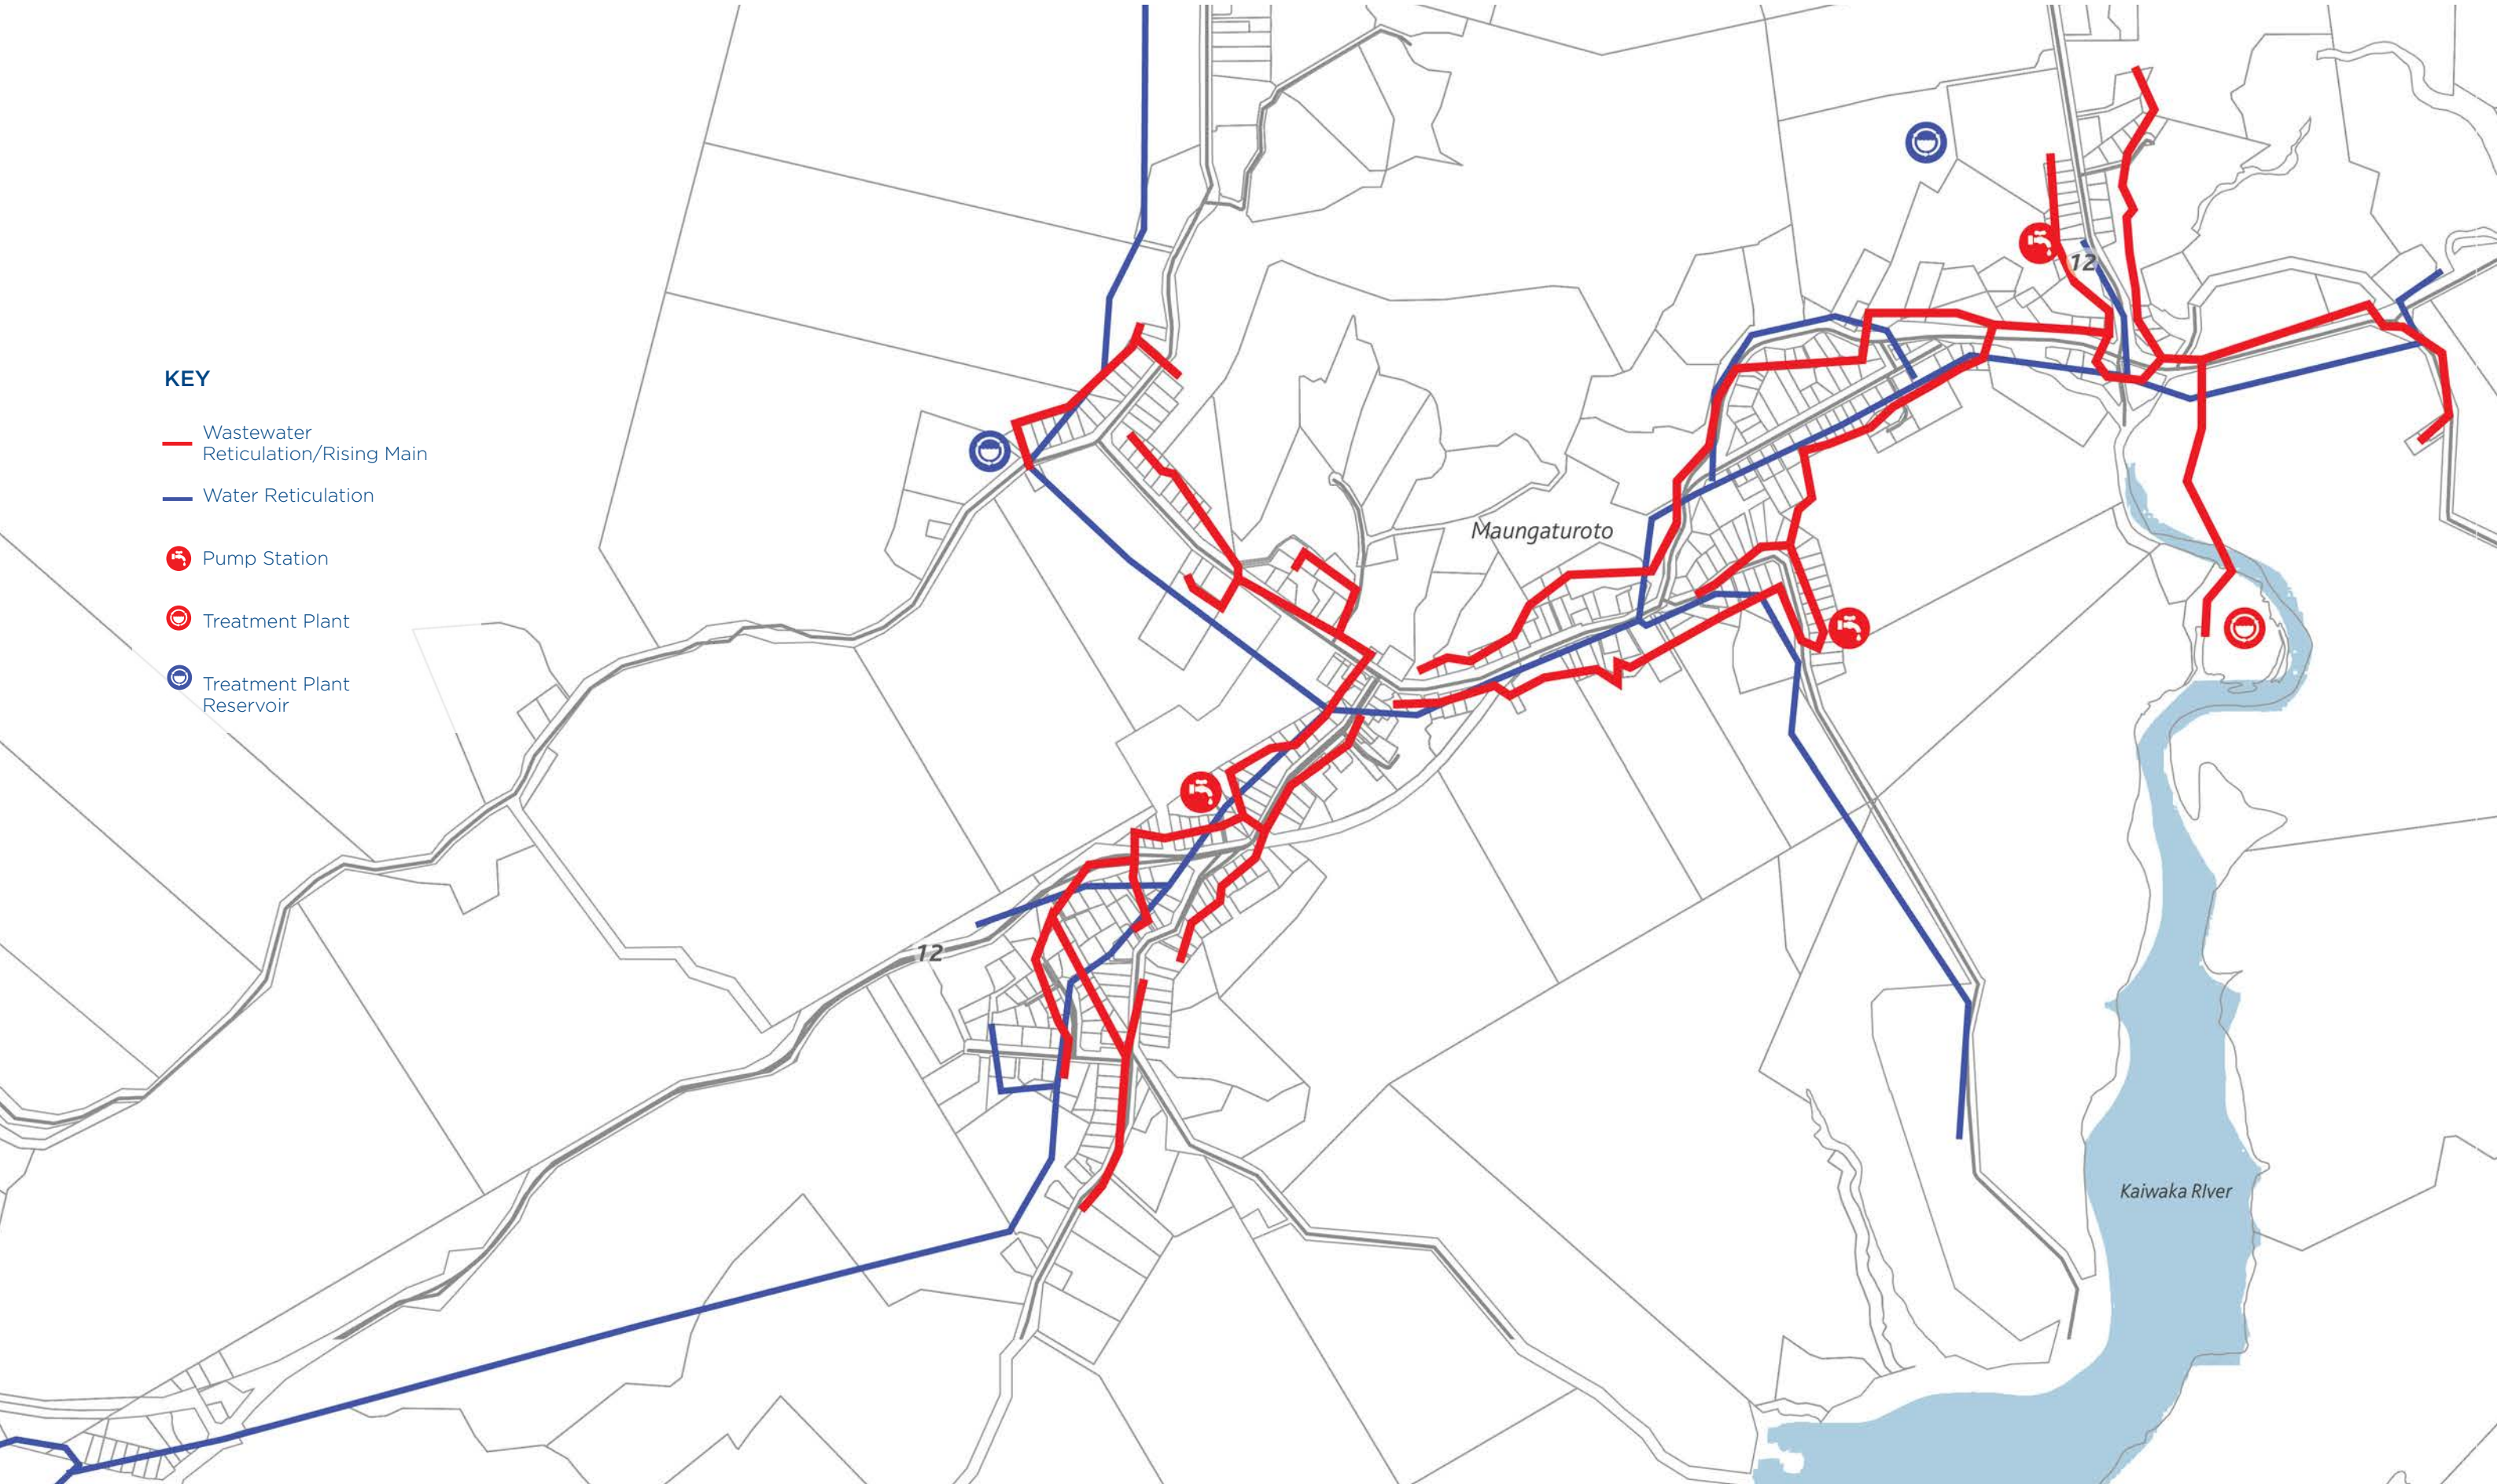 KEY
Wastewater
Reticulation/Rising Main
Water Reticulation
Pump Station
Treatment Plant
Treatment Plant
Reservoir
12
Maungaturoto
12
Kaiwaka RIver